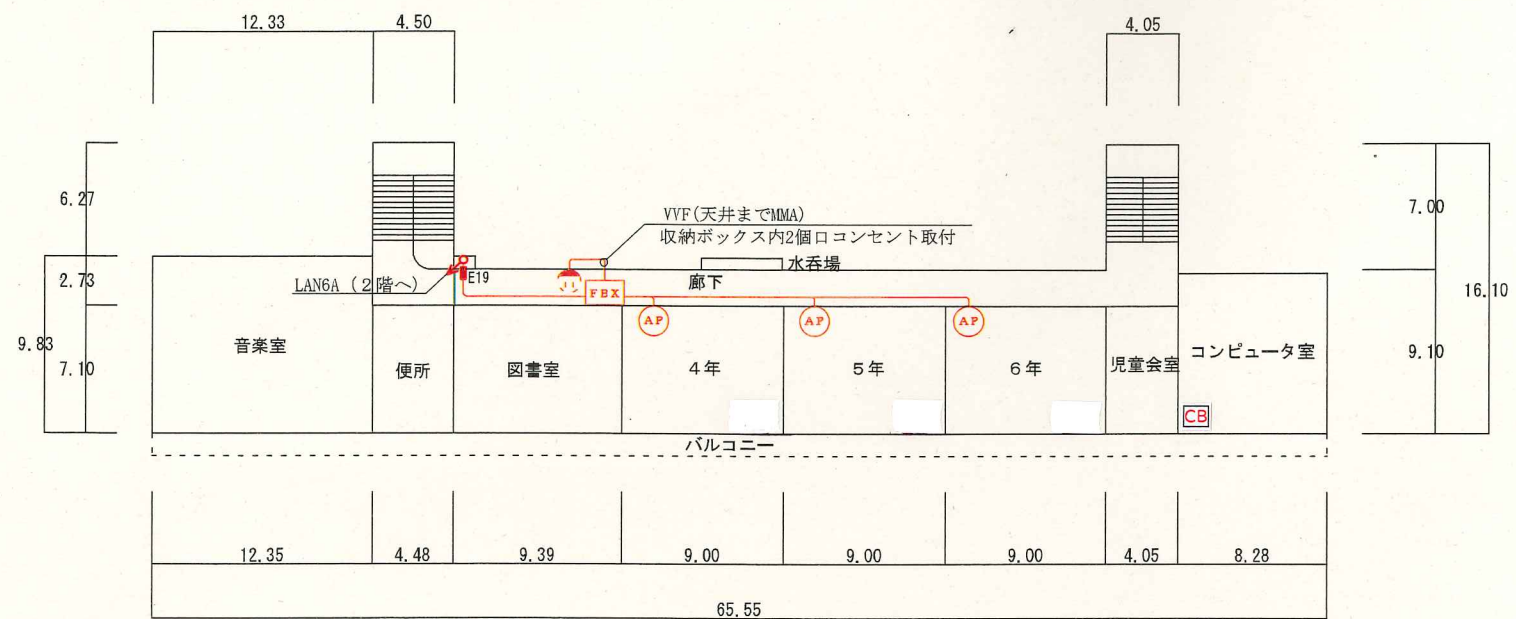 12.33
4.50
4.05
6.27
2.73
9.83
7.10
VVF(天井までMMA)
収納ボックス内2個口コンセント取付
水呑場
廊下
E19
LAN6A (2階へ)
FBX
AP
AP
AP
音楽室
便所
図書室
4年
5年
6年
児童会室
コンピュータ室
CB
バルコニー
7.00
16.10
9.10
12.35
4.48
9.39
9.00
9.00
9.00
4.05
8.28
65.55